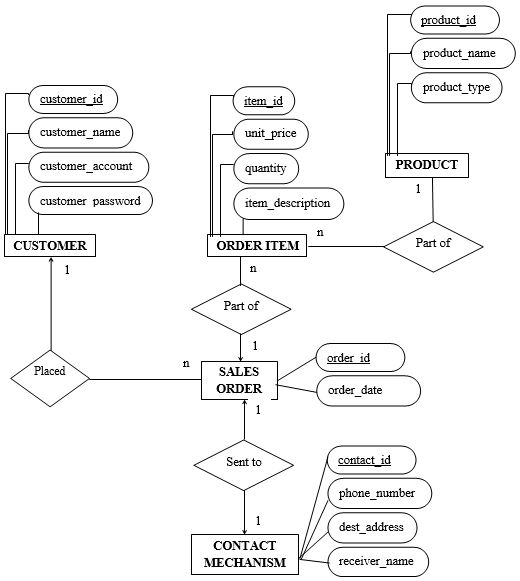 product_id
product_name
product_type
PRODUCT
1
customer_id
customer_name
customer_account
customer_password
CUSTOMER
1
item_id
unit_price
quantity
item_description
ORDER ITEM
n
n
Part of
Part of
1
Placed
n
SALES
ORDER
order_id
order_date
1
Sent to
1
contact_id
phone_number
dest_address
receiver_name
CONTACT
MECHANISM